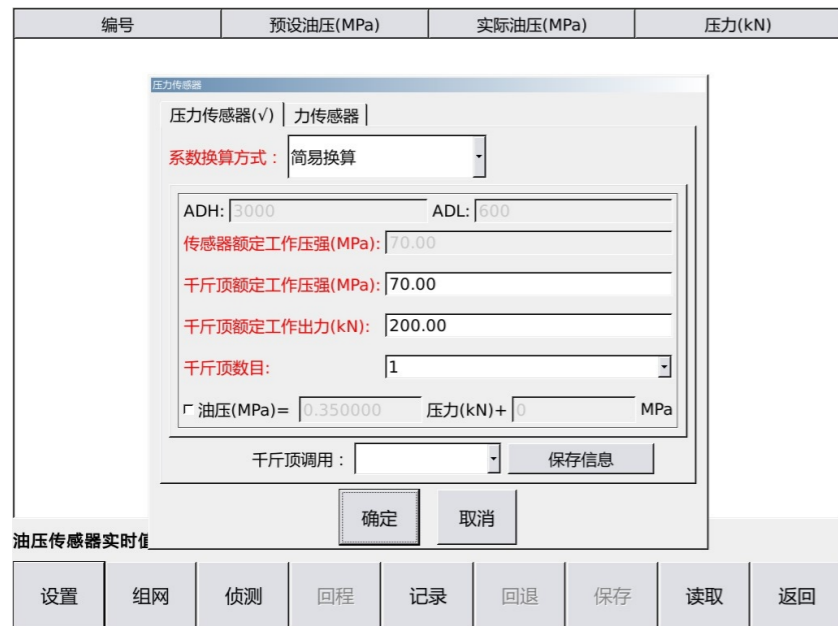 编号 预设油压(MPa) 实际油压(MPa) 压力(kN)
压力传感器
压力传感器(√) 力传感器
系数换算方式： 简易换算
ADH: 3000 ADL: 600
传感器额定工作压强(MPa): 70.00
千斤顶额定工作压强(MPa): 70.00
千斤顶额定工作出力(kN): 200.00
千斤顶数目: 1
油压(MPa)= 0.350000 压力(kN)+ 0 MPa
千斤顶调用： 保存信息
确定 取消
油压传感器实时值
设置 组网 侦测 回程 记录 回退 保存 读取 返回